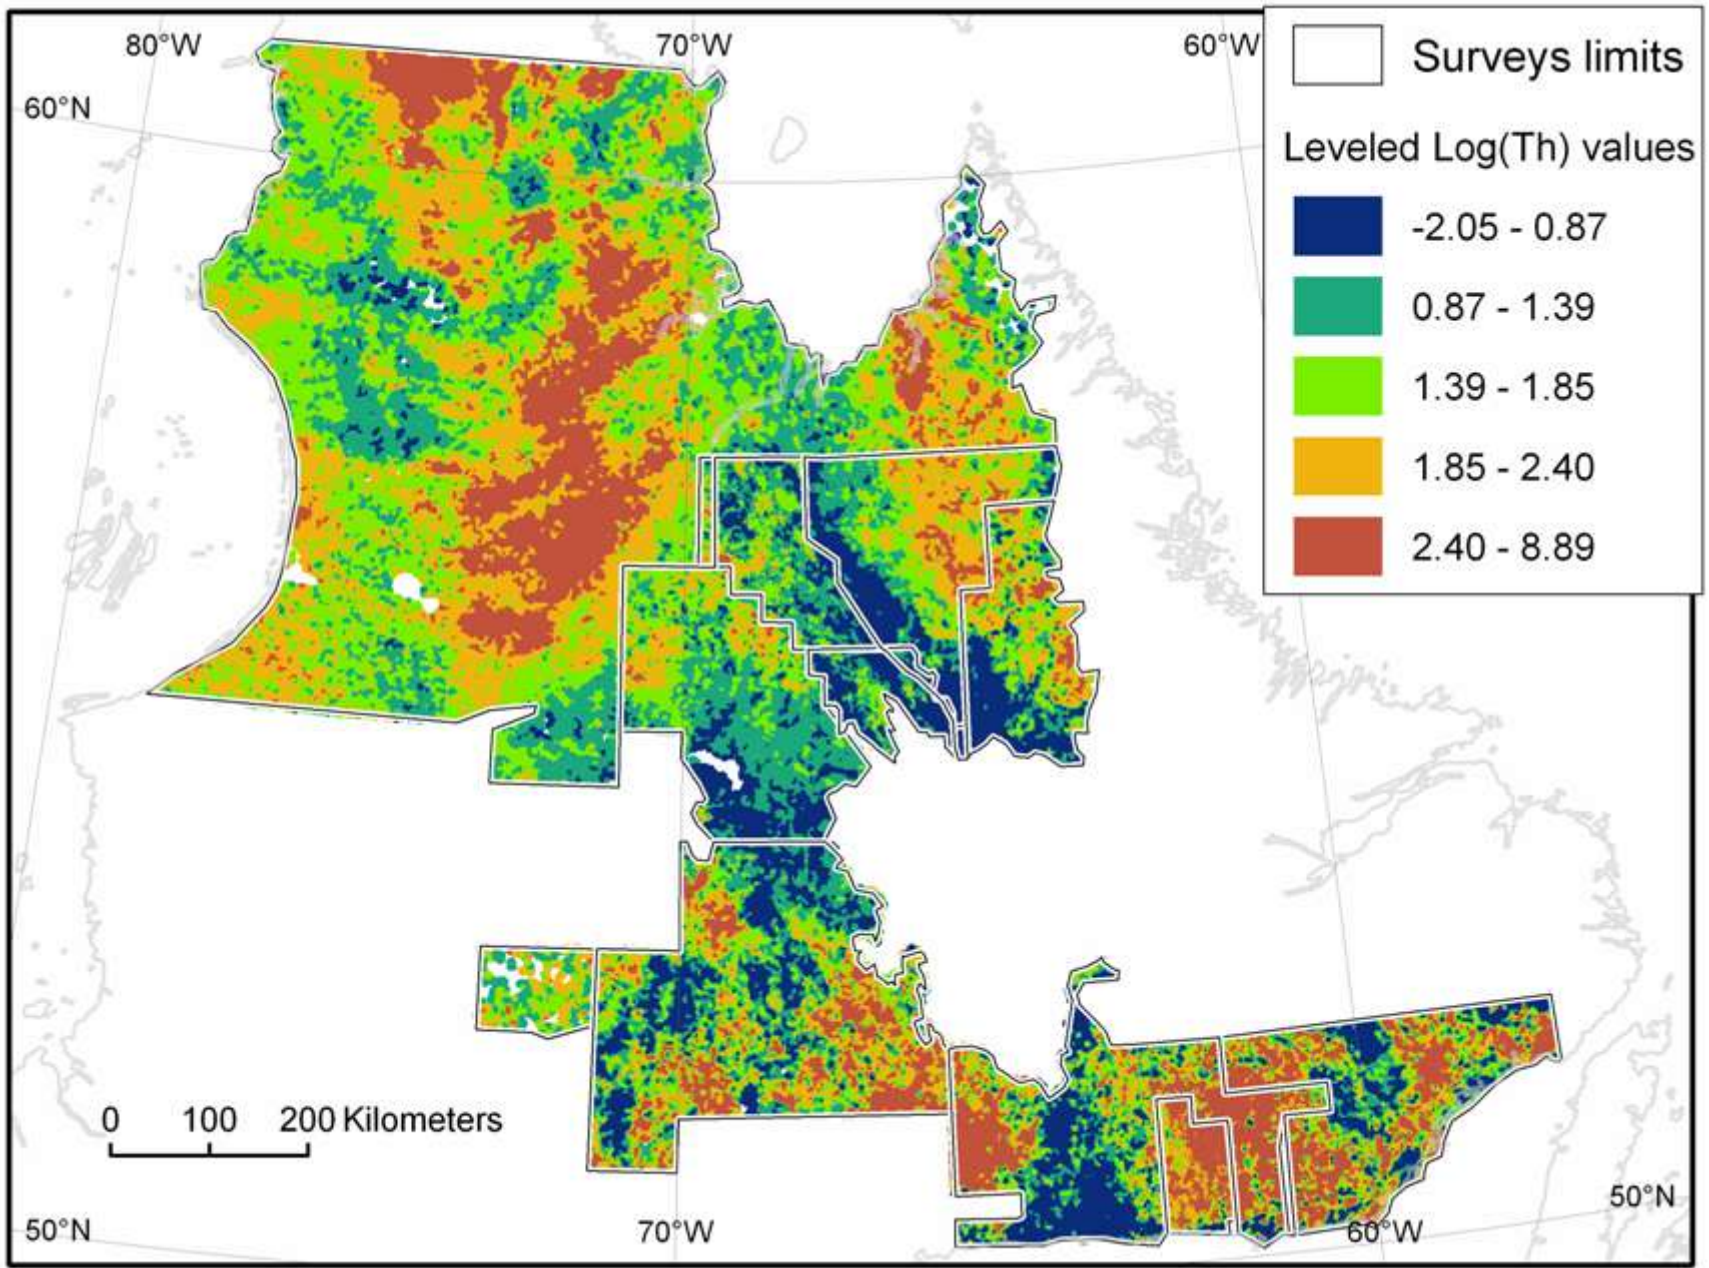 80°W
70°W
60°W
60°N
Surveys limits
Leveled Log(Th) values
-2.05 - 0.87
0.87 - 1.39
1.39 - 1.85
1.85 - 2.40
2.40 - 8.89
0 100 200 Kilometers
50°N
70°W
60°W
50°N